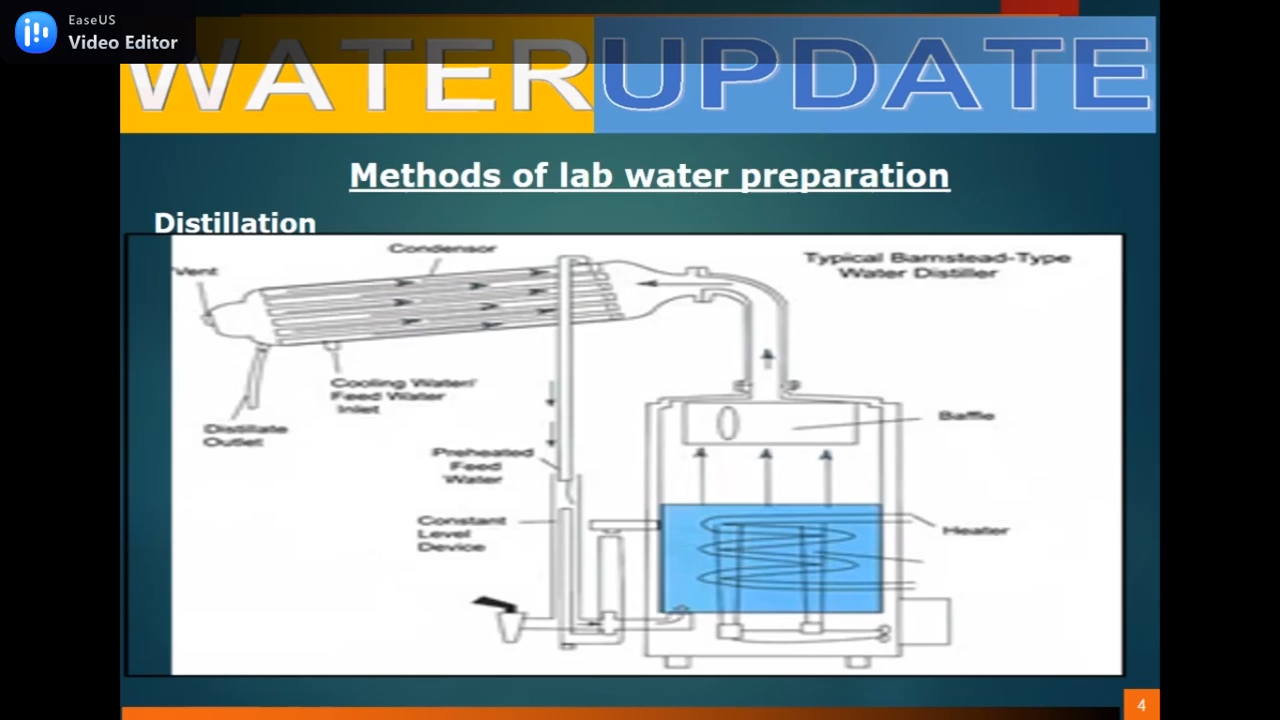 EaseUS
Video Editor
WATERUPDATE
Methods of lab water preparation
Distillation
Condensor
Typical Barnstead-Type
Water Distiller
Vent
Cooling Water/
Feed Water
Inlet
Distillate
Outlet
Baffle
Preheated
Feed
Water
Constant
Level
Device
Heater
4